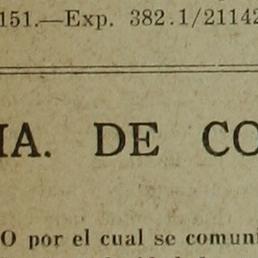 151.—Exp. 382.1/21142
IA. DE CO
O por el cual se comuni